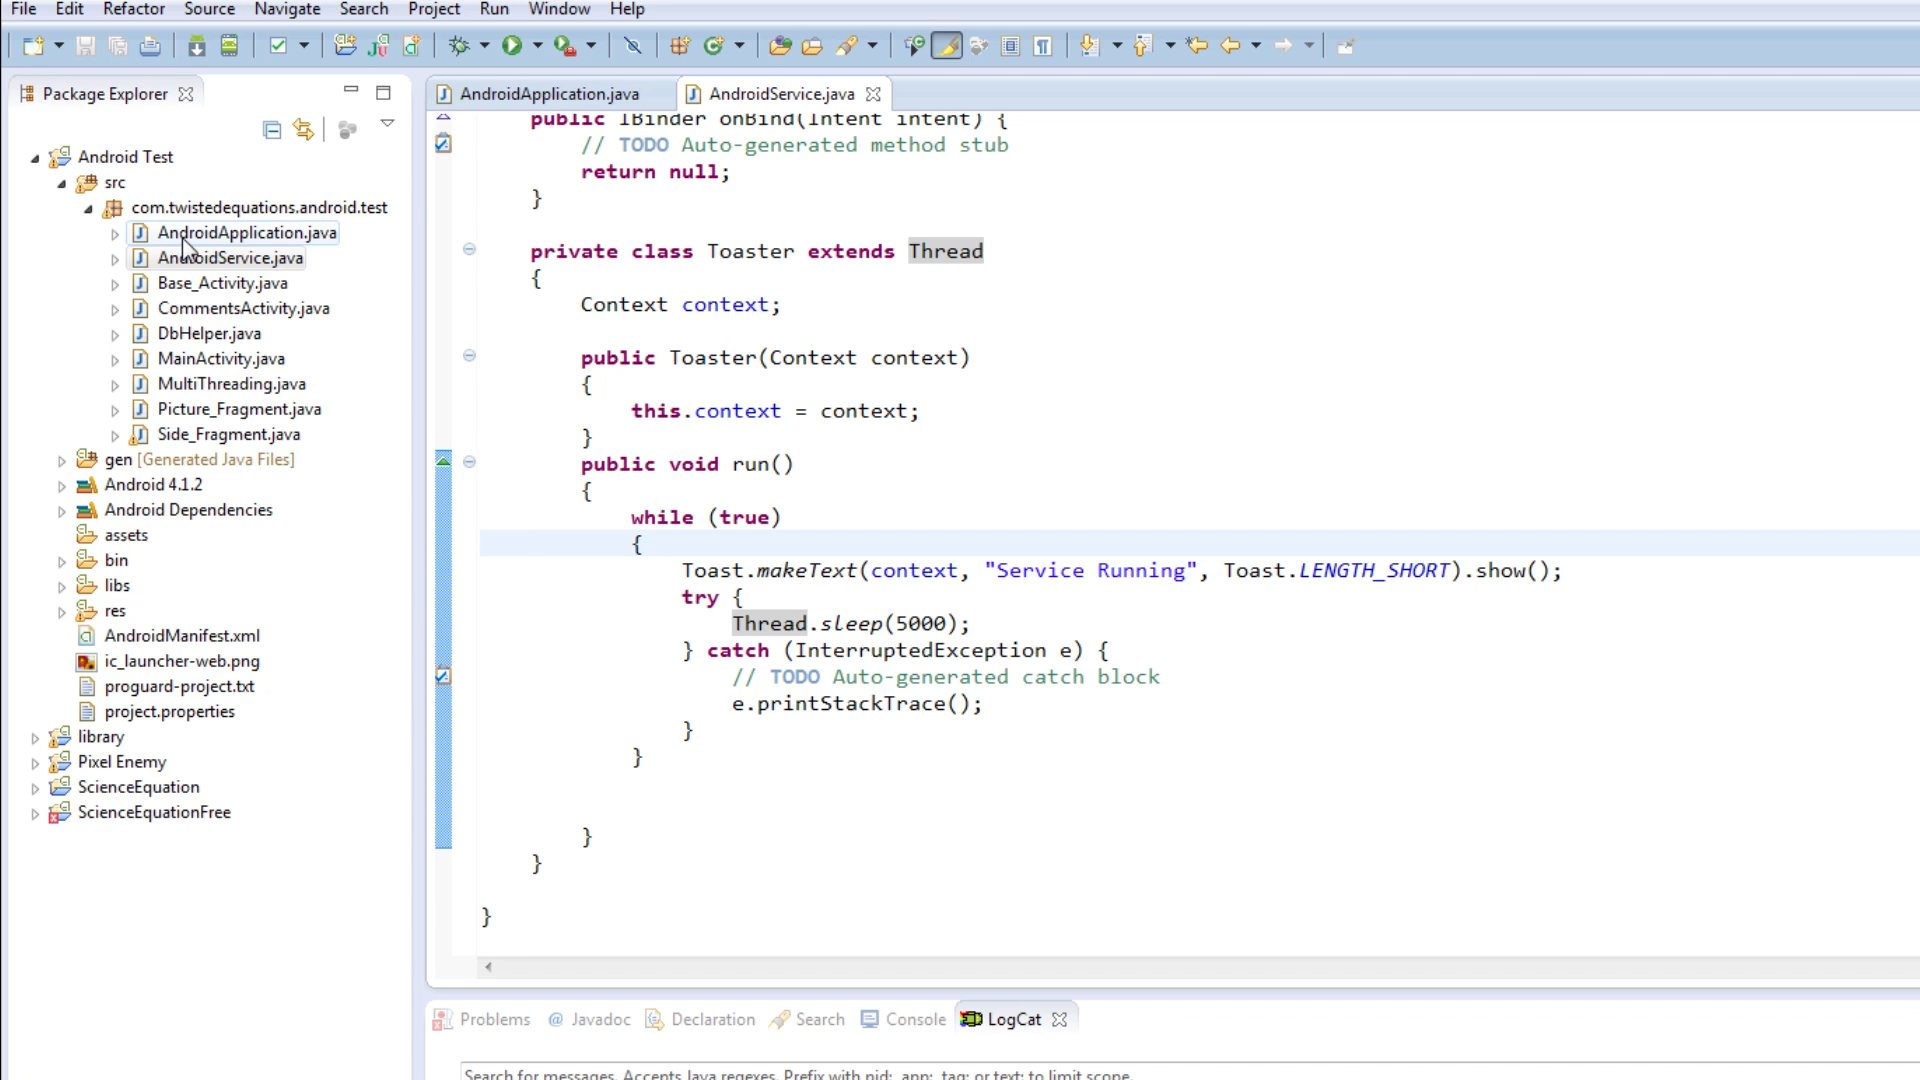 File Edit Refactor Source Navigate Search Project Run Window Help
Package Explorer
AndroidApplication.java
AndroidService.java
Android Test
src
com.twistedequations.android.test
AndroidApplication.java
AndroidService.java
Base_Activity.java
CommentsActivity.java
DbHelper.java
MainActivity.java
MultiThreading.java
Picture_Fragment.java
Side_Fragment.java
gen [Generated Java Files]
Android 4.1.2
Android Dependencies
assets
bin
libs
res
AndroidManifest.xml
ic_launcher-web.png
proguard-project.txt
project.properties
library
Pixel Enemy
ScienceEquation
ScienceEquationFree
public IBinder onBind(Intent intent) {
// TODO Auto-generated method stub
return null;
}
private class Toaster extends Thread
{
Context context;
public Toaster(Context context)
{
this.context = context;
}
public void run()
{
while (true)
{
Toast.makeText(context, "Service Running", Toast.LENGTH_SHORT).show();
try {
Thread.sleep(5000);
} catch (InterruptedException e) {
// TODO Auto-generated catch block
e.printStackTrace();
}
}
}
}
}
Problems @ Javadoc Declaration Search Console LogCat
Search for messages. Accepts Java regexes. Prefix with pid:, app:, tag: or text: to limit scope.